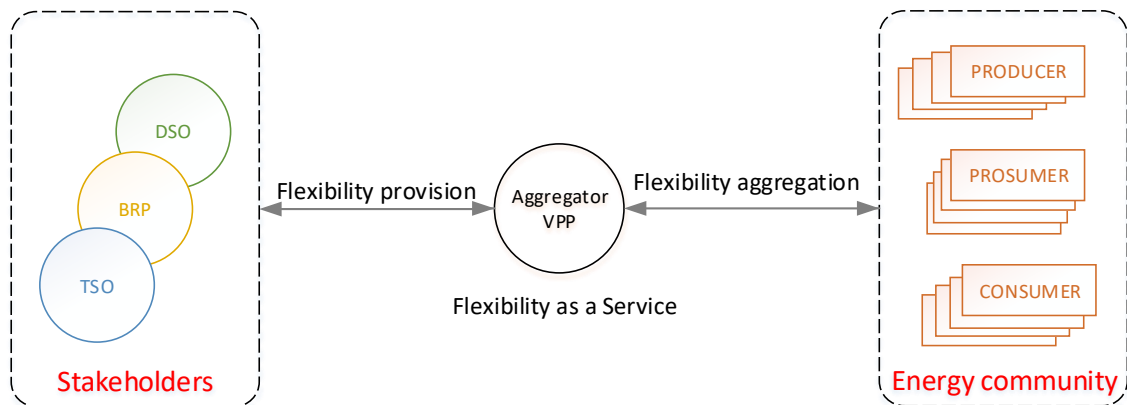 DSO
BRP
TSO
Stakeholders
Flexibility provision
Aggregator
VPP
Flexibility as a Service
Flexibility aggregation
PRODUCER
PROSUMER
CONSUMER
Energy community